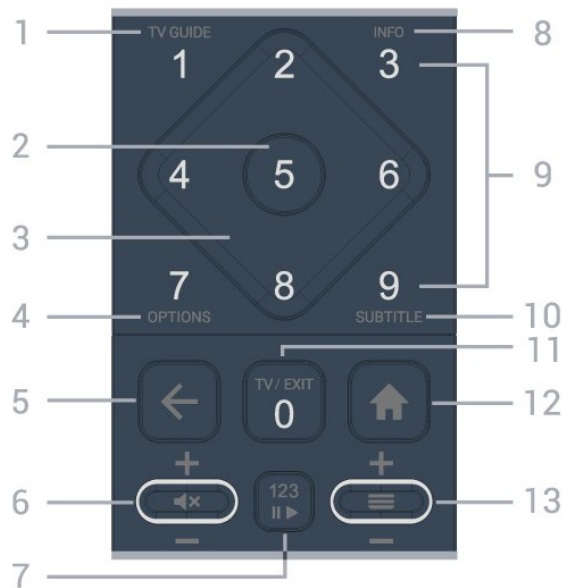 1 TV GUIDE INFO 8
1 2 3
2 9
4 5 6
3
7 8 9
4 OPTIONS SUBTITLE 10
11
5 TV / EXIT 12
0
+ +
6 123 13
− −
7